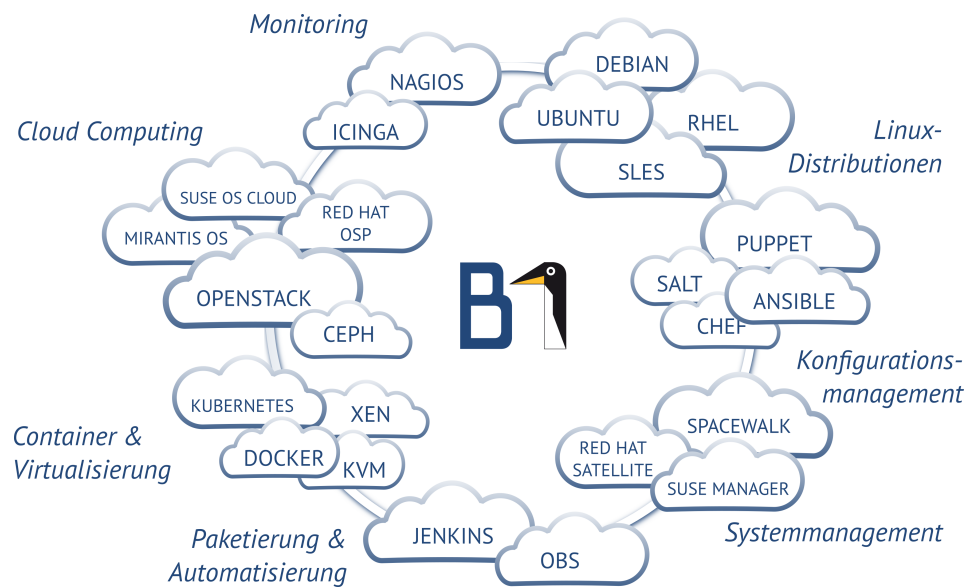 Monitoring
NAGIOS
ICINGA
DEBIAN
UBUNTU
RHEL
SLES
Linux-
Distributionen
Cloud Computing
SUSE OS CLOUD
MIRANTIS OS
RED HAT
OSP
OPENSTACK
CEPH
B1
PUPPET
SALT
ANSIBLE
CHEF
Konfigurations-
management
KUBERNETES
XEN
DOCKER
KVM
Container &
Virtualisierung
SPACEWALK
RED HAT
SATELLITE
SUSE MANAGER
Systemmanagement
JENKINS
OBS
Paketierung &
Automatisierung